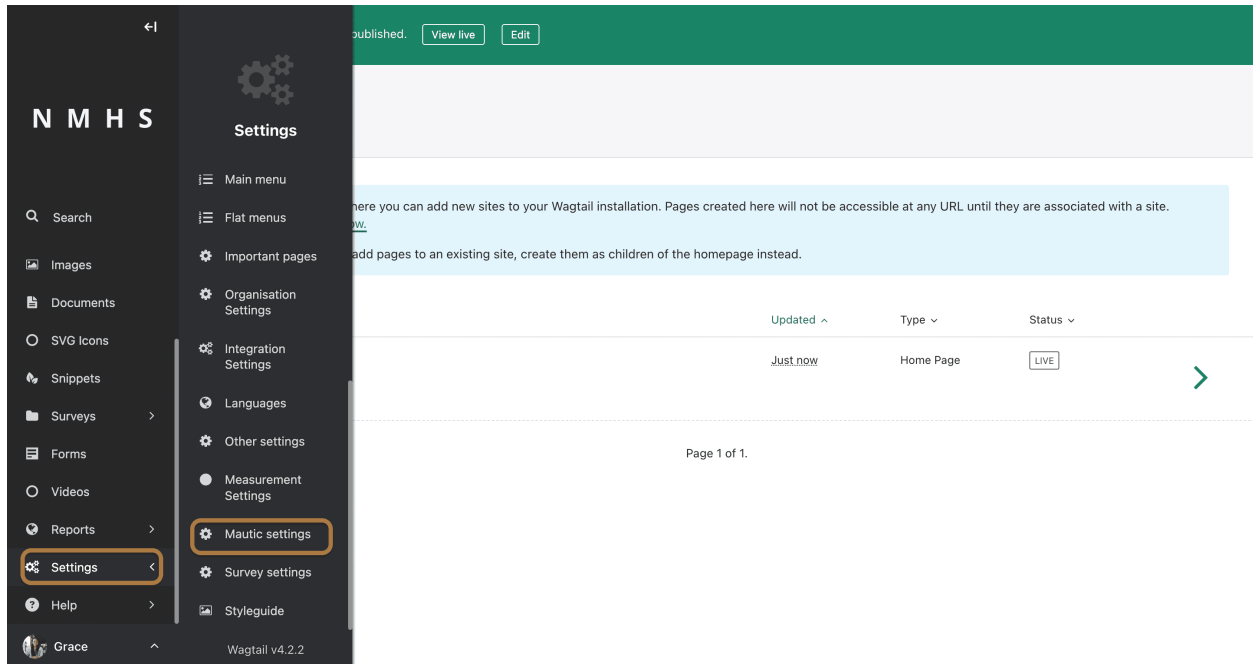 N M H S
Search
Images
Documents
SVG Icons
Snippets
Surveys
Forms
Videos
Reports
Settings
Help
Grace
Settings
Main menu
Flat menus
Important pages
Organisation
Settings
Integration
Settings
Languages
Other settings
Measurement
Settings
Mautic settings
Survey settings
Styleguide
Wagtail v4.2.2
published. View live Edit
here you can add new sites to your Wagtail installation. Pages created here will not be accessible at any URL until they are associated with a site.
ow.
add pages to an existing site, create them as children of the homepage instead.
Updated Type Status
Just now Home Page LIVE
Page 1 of 1.